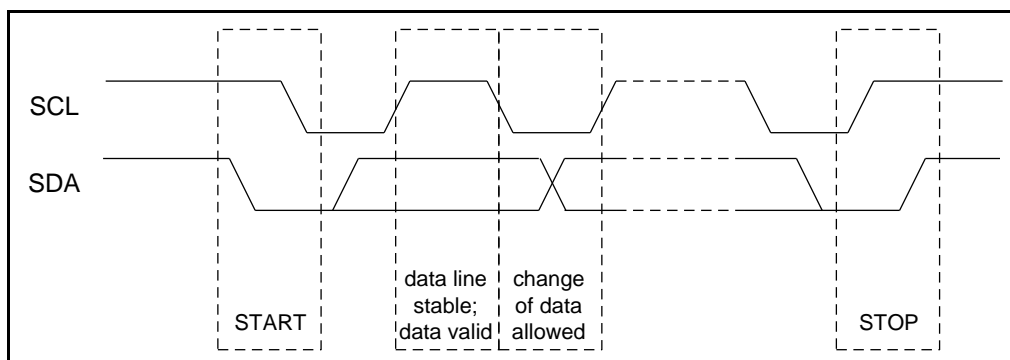 SCL
SDA
START
data line
stable;
data valid
change
of data
allowed
STOP